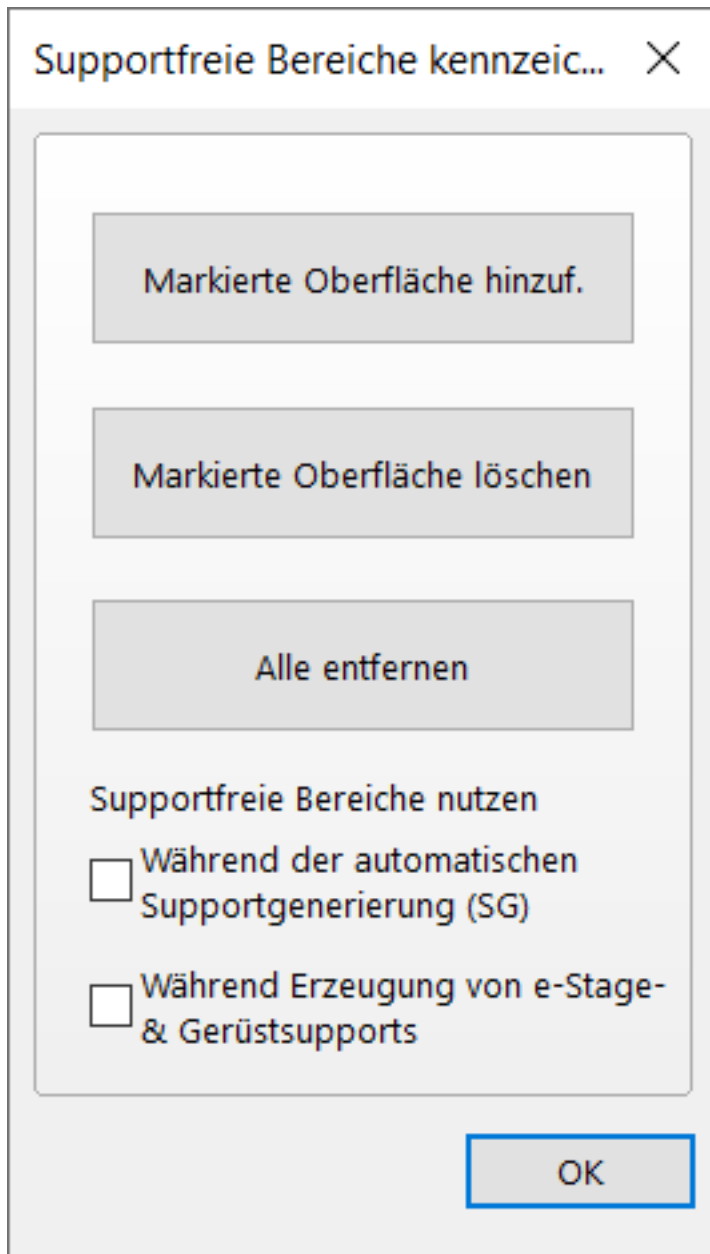 Supportfreie Bereiche kennzeic...
Markierte Oberfläche hinzuf.
Markierte Oberfläche löschen
Alle entfernen
Supportfreie Bereiche nutzen
Während der automatischen
Supportgenerierung (SG)
Während Erzeugung von e-Stage-
& Gerüstsupports
OK